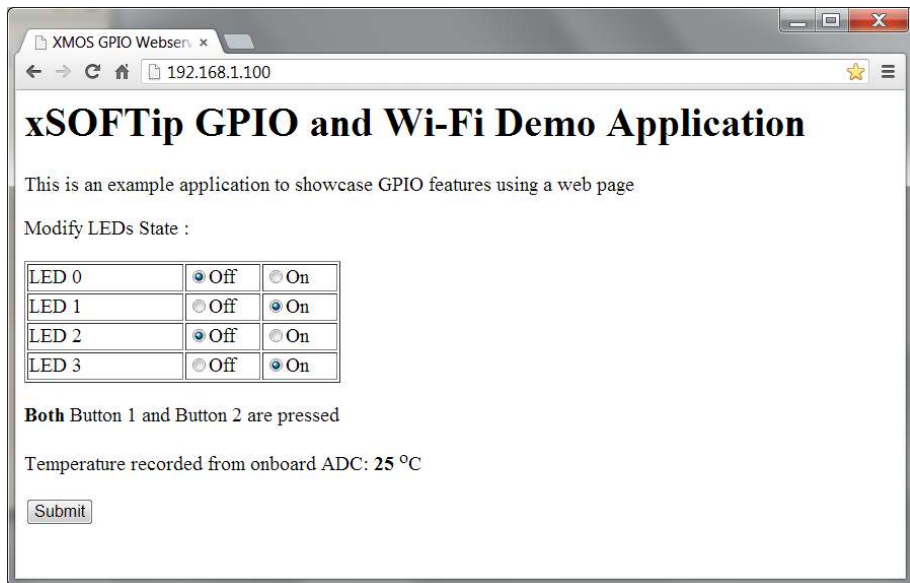 XMOS GPIO Webserv
192.168.1.100
xSOFTip GPIO and Wi-Fi Demo Application
This is an example application to showcase GPIO features using a web page
Modify LEDs State :
LED 0 Off On
LED 1 Off On
LED 2 Off On
LED 3 Off On
Both Button 1 and Button 2 are pressed
Temperature recorded from onboard ADC: 25 °C
Submit